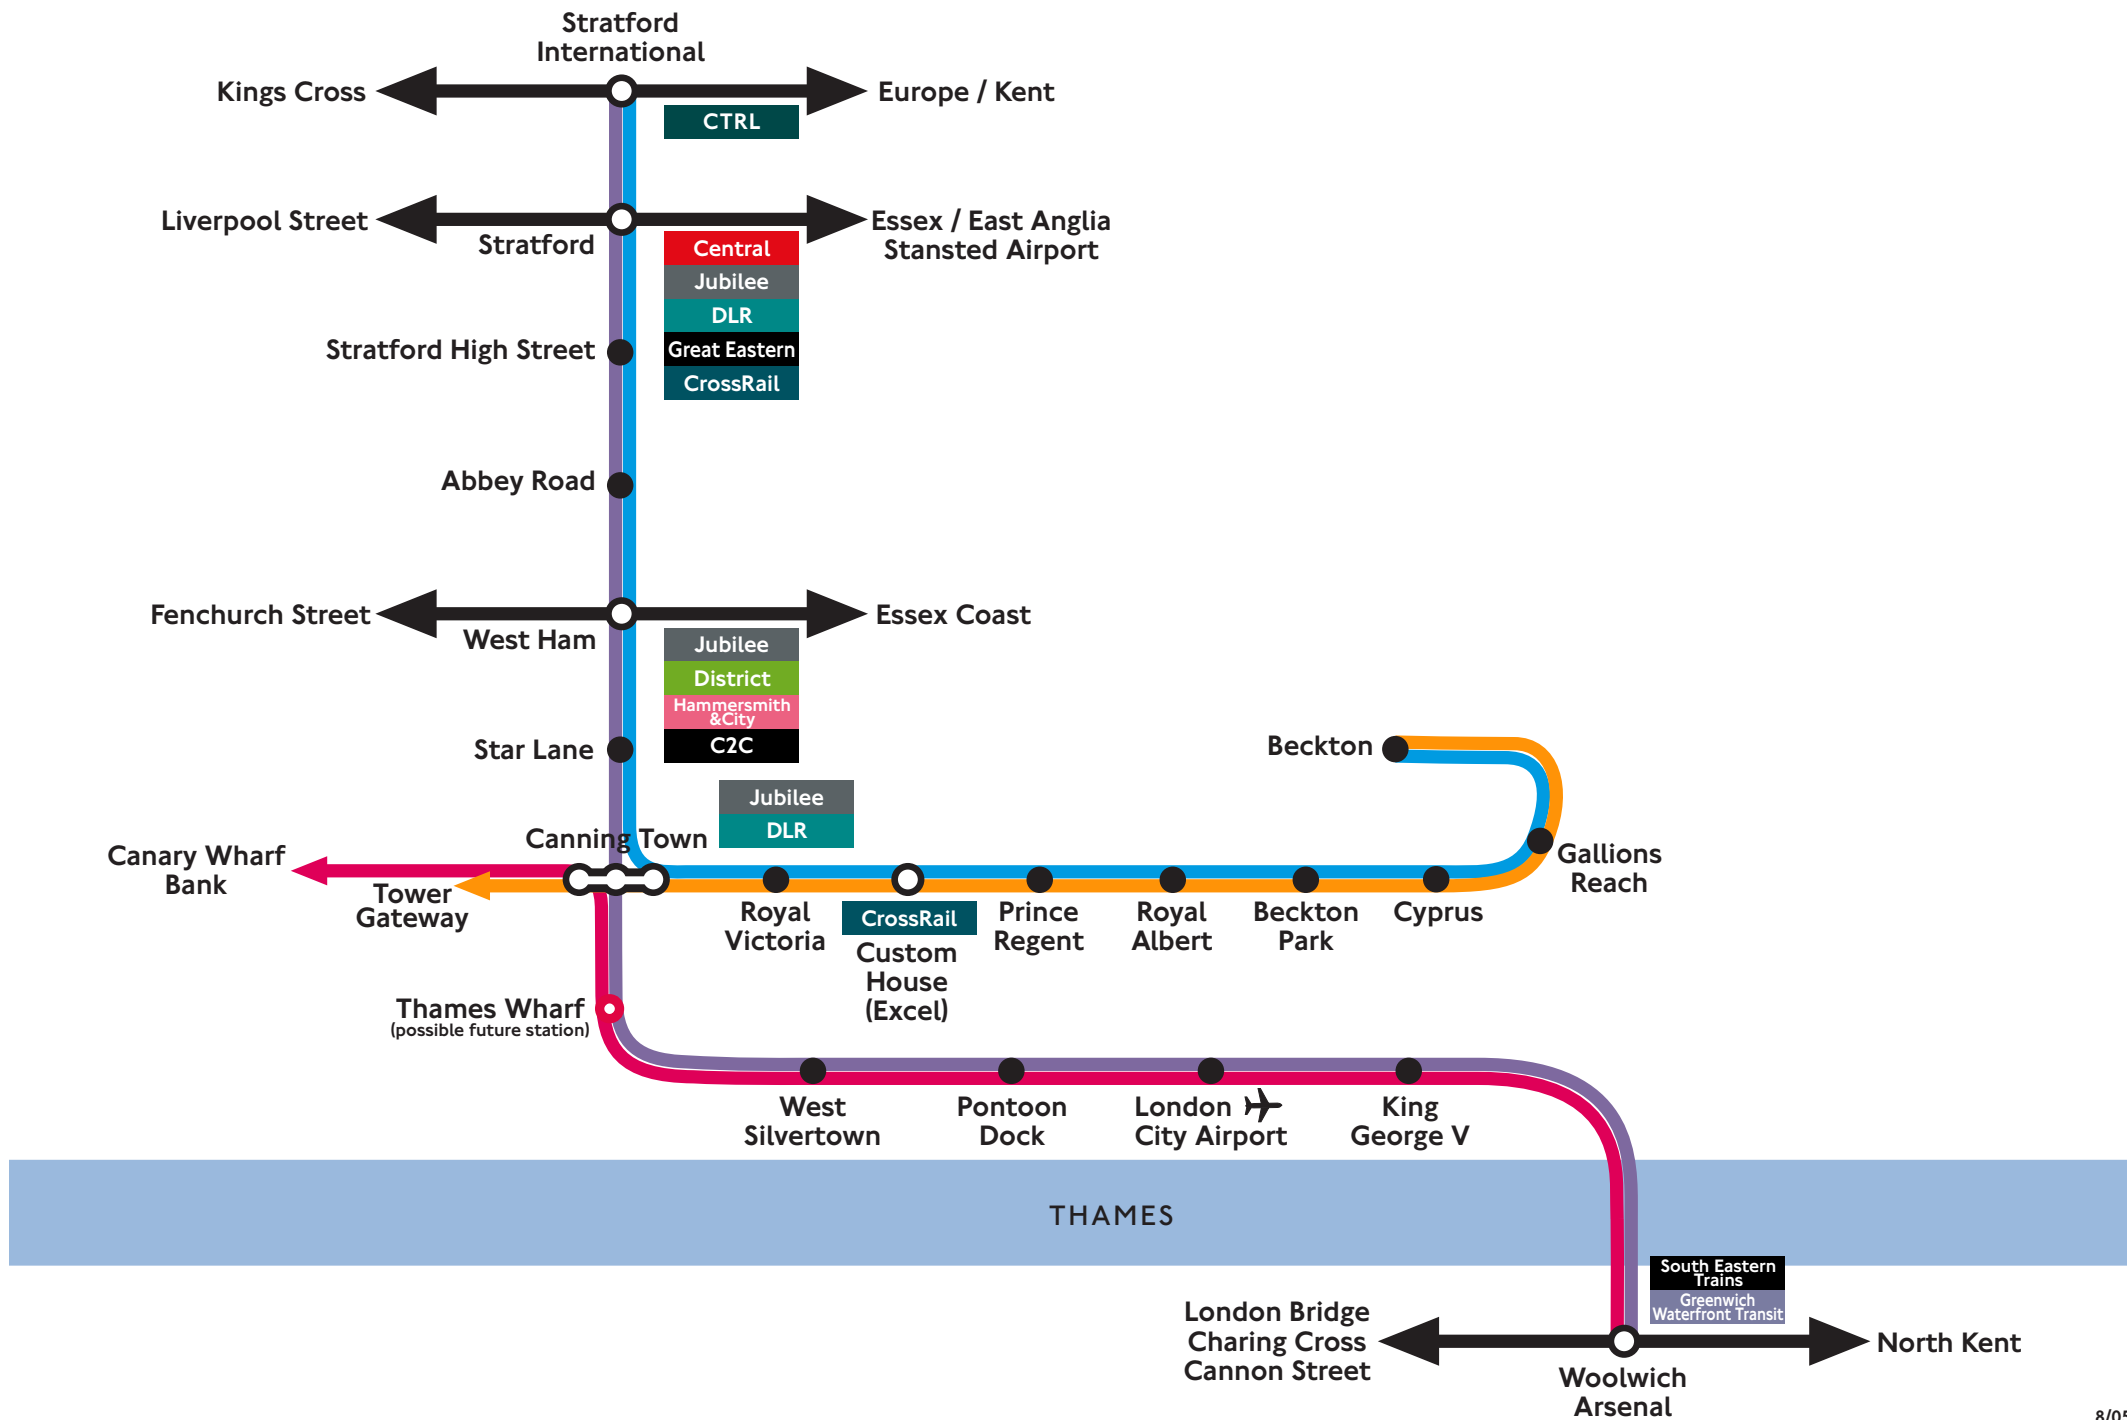 Stratford
International
Kings Cross
Europe / Kent
CTRL
Liverpool Street
Essex / East Anglia
Stansted Airport
Stratford
Central
Jubilee
DLR
Great Eastern
CrossRail
Stratford High Street
Abbey Road
Fenchurch Street
Essex Coast
West Ham
Jubilee
District
Hammersmith
&City
C2C
Star Lane
Beckton
Jubilee
DLR
Canning Town
Canary Wharf
Bank
Tower
Gateway
Gallions
Reach
Royal
Victoria
CrossRail
Custom
House
(Excel)
Prince
Regent
Royal
Albert
Beckton
Park
Cyprus
Thames Wharf
(possible future station)
West
Silvertown
Pontoon
Dock
London
City Airport
King
George V
THAMES
South Eastern
Trains
Greenwich
Waterfront Transit
London Bridge
Charing Cross
Cannon Street
North Kent
Woolwich
Arsenal
8/05